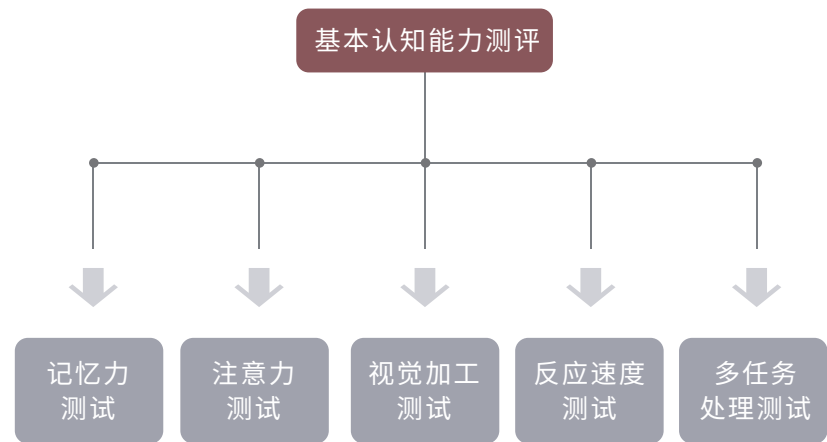 基本认知能力测评
记忆力
测试
注意力
测试
视觉加工
测试
反应速度
测试
多任务
处理测试